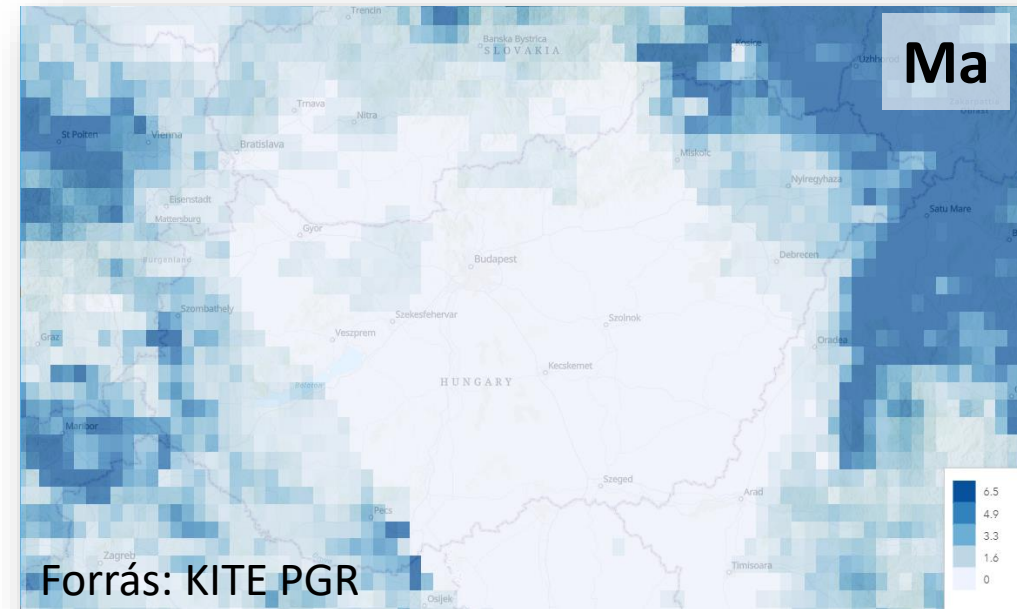 Ma
Trencin
Banska Bystrica
SLOVAKIA
Kosice
Uzhhorod
Trnava
Nitra
St Polten
Vienna
Bratislava
Miskolc
Nyiregyhaza
Eisenstadt
Mattersburg
Satu Mare
Gyor
Burgenland
Budapest
Debrecen
Szombathely
Szekesfehervar
Szolnok
Veszprem
Graz
Oradea
Kecskemet
HUNGARY
Maribor
Szeged
Arad
Pecs
Zagreb
Timisoara
Osijek
6.5
4.9
3.3
1.6
0
Forrás: KITE PGR